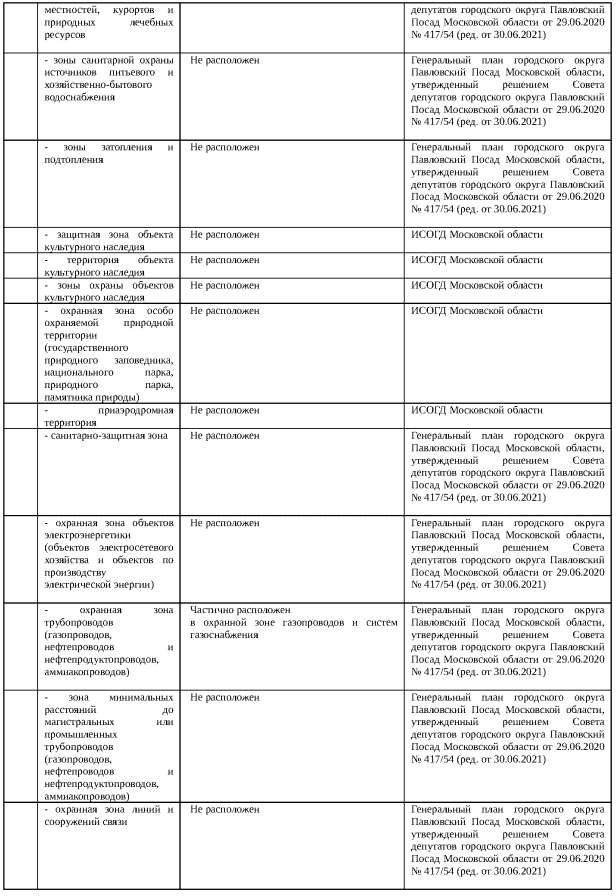 местностей, курортов и
природных лечебных
ресурсов
депутатов городского округа Павловский
Посад Московской области от 29.06.2020
№ 417/54 (ред. от 30.06.2021)
- зоны санитарной охраны
источников питьевого и
хозяйственно-бытового
водоснабжения
Не расположен
Генеральный план городского округа
Павловский Посад Московской области,
утвержденный решением Совета
депутатов городского округа Павловский
Посад Московской области от 29.06.2020
№ 417/54 (ред. от 30.06.2021)
- зоны затопления и
подтопления
Не расположен
Генеральный план городского округа
Павловский Посад Московской области,
утвержденный решением Совета
депутатов городского округа Павловский
Посад Московской области от 29.06.2020
№ 417/54 (ред. от 30.06.2021)
- защитная зона объекта
культурного наследия
Не расположен
ИСОГД Московской области
- территория объекта
культурного наследия
Не расположен
ИСОГД Московской области
- зоны охраны объектов
культурного наследия
Не расположен
ИСОГД Московской области
- охранная зона особо
охраняемой природной
территории
(государственного
природного заповедника,
национального парка,
природного парка,
памятника природы)
Не расположен
ИСОГД Московской области
- приаэродромная
территория
Не расположен
ИСОГД Московской области
- санитарно-защитная зона
Не расположен
Генеральный план городского округа
Павловский Посад Московской области,
утвержденный решением Совета
депутатов городского округа Павловский
Посад Московской области от 29.06.2020
№ 417/54 (ред. от 30.06.2021)
- охранная зона объектов
электроэнергетики
(объектов электросетевого
хозяйства и объектов по
производству
электрической энергии)
Не расположен
Генеральный план городского округа
Павловский Посад Московской области,
утвержденный решением Совета
депутатов городского округа Павловский
Посад Московской области от 29.06.2020
№ 417/54 (ред. от 30.06.2021)
- охранная зона
трубопроводов
(газопроводов,
нефтепроводов и
нефтепродуктопроводов,
аммиакопроводов)
Частично расположен
в охранной зоне газопроводов и систем
газоснабжения
Генеральный план городского округа
Павловский Посад Московской области,
утвержденный решением Совета
депутатов городского округа Павловский
Посад Московской области от 29.06.2020
№ 417/54 (ред. от 30.06.2021)
- зона минимальных
расстояний до
магистральных или
промышленных
трубопроводов
(газопроводов,
нефтепроводов и
нефтепродуктопроводов,
аммиакопроводов)
Не расположен
Генеральный план городского округа
Павловский Посад Московской области,
утвержденный решением Совета
депутатов городского округа Павловский
Посад Московской области от 29.06.2020
№ 417/54 (ред. от 30.06.2021)
- охранная зона линий и
сооружений связи
Не расположен
Генеральный план городского округа
Павловский Посад Московской области,
утвержденный решением Совета
депутатов городского округа Павловский
Посад Московской области от 29.06.2020
№ 417/54 (ред. от 30.06.2021)